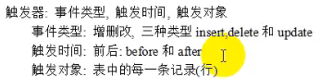 触发器: 事件类型, 触发时间, 触发对象
事件类型: 增删改, 三种类型 insert,delete 和 update
触发时间: 前后: before 和 after
触发对象: 表中的每一条记录(行)